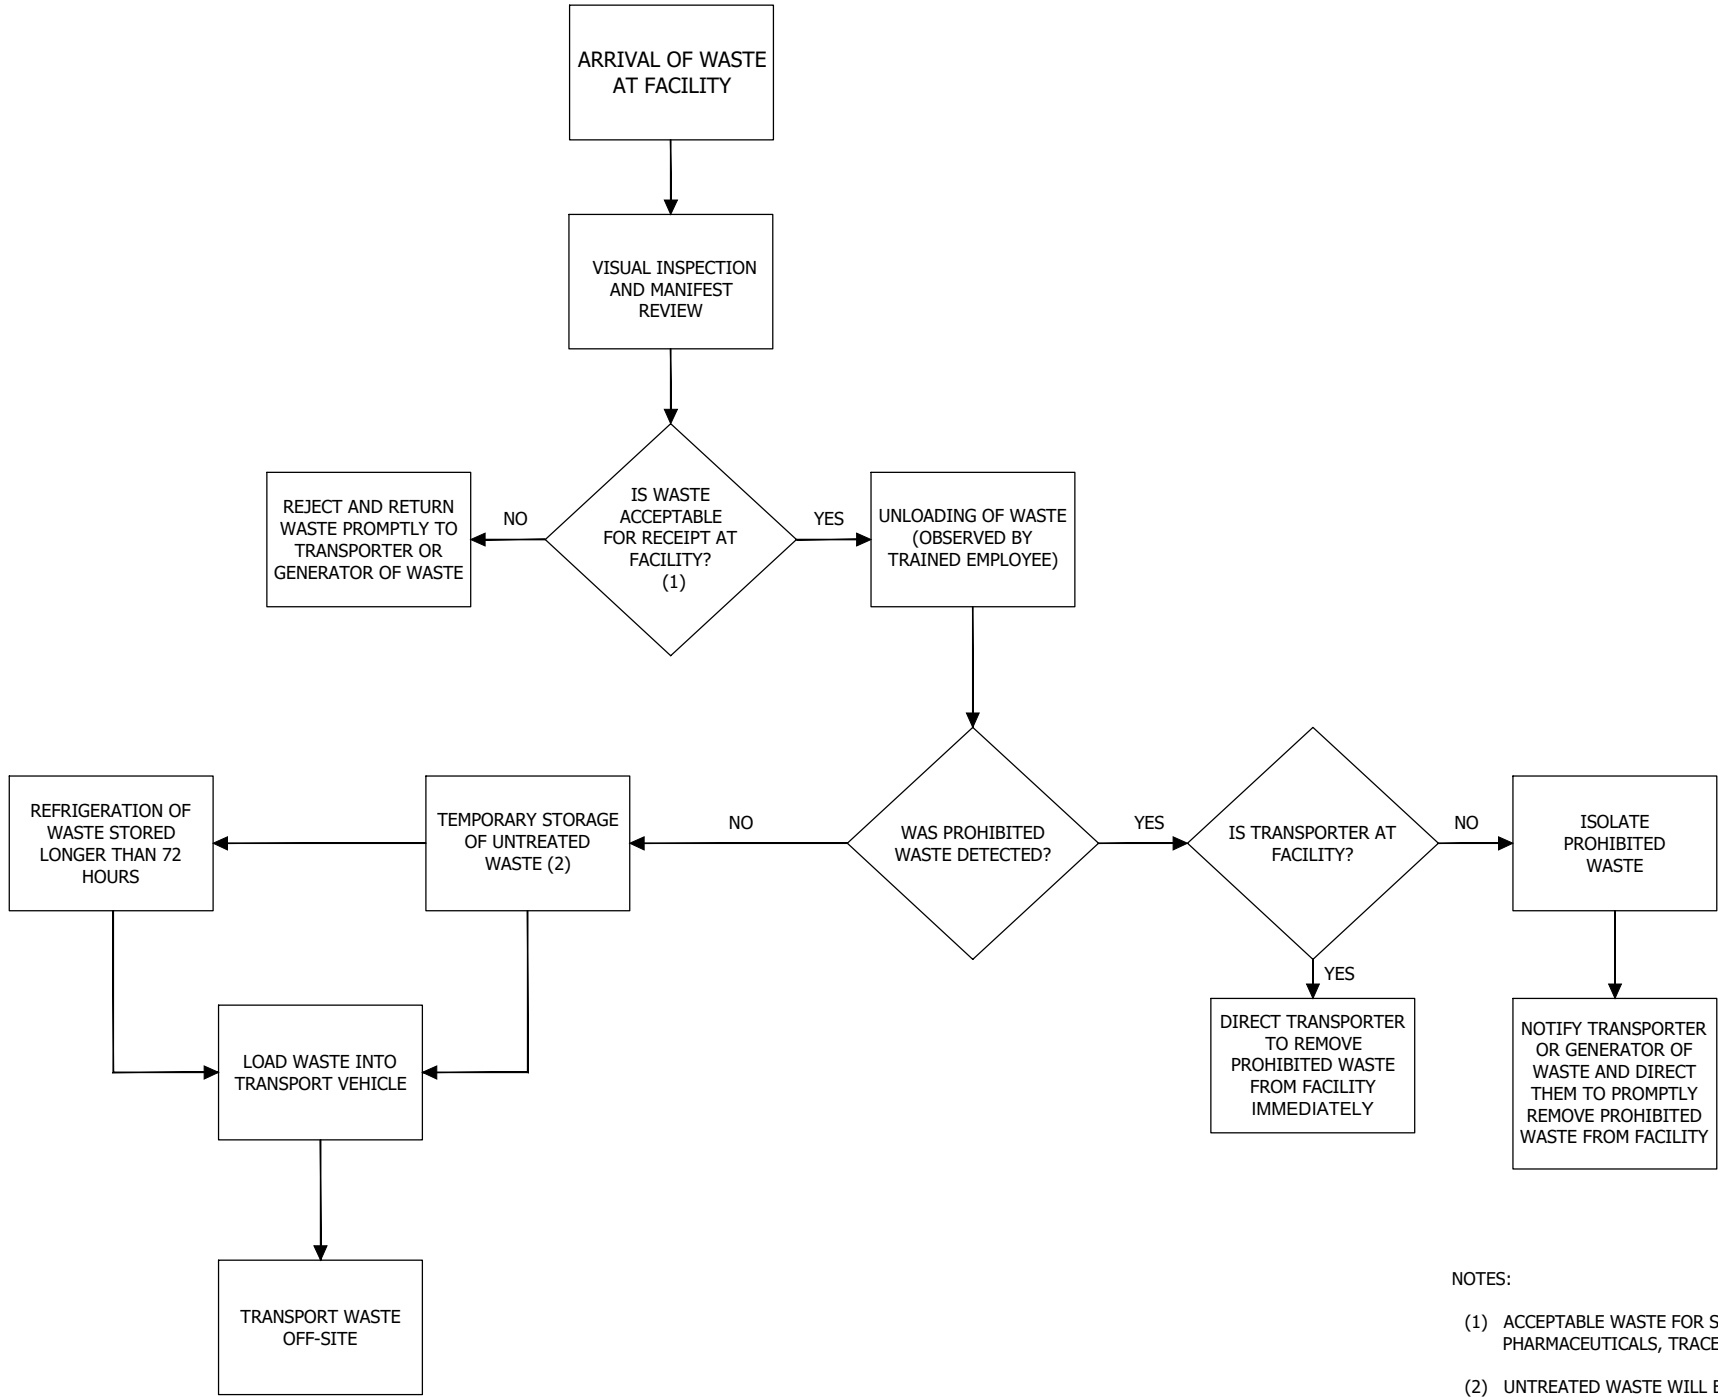 ARRIVAL OF WASTE
AT FACILITY
VISUAL INSPECTION
AND MANIFEST
REVIEW
REJECT AND RETURN
WASTE PROMPTLY TO
TRANSPORTER OR
GENERATOR OF WASTE
NO
IS WASTE
ACCEPTABLE
FOR RECEIPT AT
FACILITY?
(1)
YES
UNLOADING OF WASTE
(OBSERVED BY
TRAINED EMPLOYEE)
REFRIGERATION OF
WASTE STORED
LONGER THAN 72
HOURS
TEMPORARY STORAGE
OF UNTREATED
WASTE (2)
NO
WAS PROHIBITED
WASTE DETECTED?
YES
IS TRANSPORTER AT
FACILITY?
NO
ISOLATE
PROHIBITED
WASTE
YES
LOAD WASTE INTO
TRANSPORT VEHICLE
DIRECT TRANSPORTER
TO REMOVE
PROHIBITED WASTE
FROM FACILITY
IMMEDIATELY
NOTIFY TRANSPORTER
OR GENERATOR OF
WASTE AND DIRECT
THEM TO PROMPTLY
REMOVE PROHIBITED
WASTE FROM FACILITY
TRANSPORT WASTE
OFF-SITE
NOTES:
(1) ACCEPTABLE WASTE FOR
PHARMACEUTICALS, TRACE
(2) UNTREATED WASTE WILL